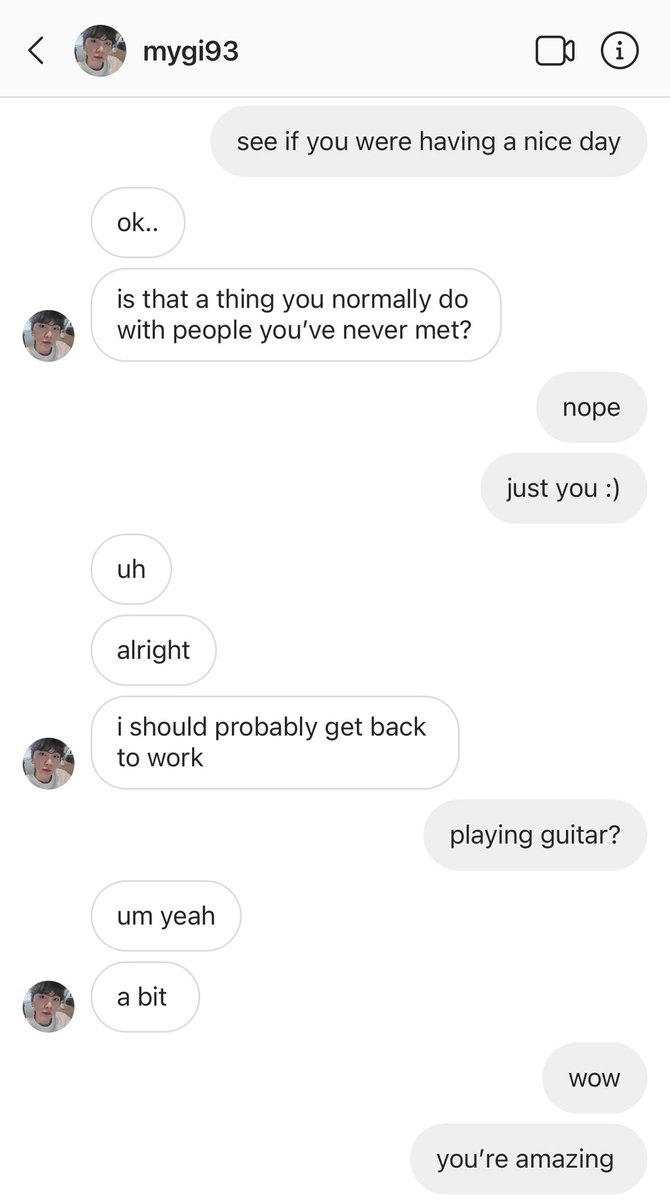 mygi93
see if you were having a nice day
ok..
is that a thing you normally do
with people you’ve never met?
nope
just you :)
uh
alright
i should probably get back
to work
playing guitar?
um yeah
a bit
wow
you’re amazing